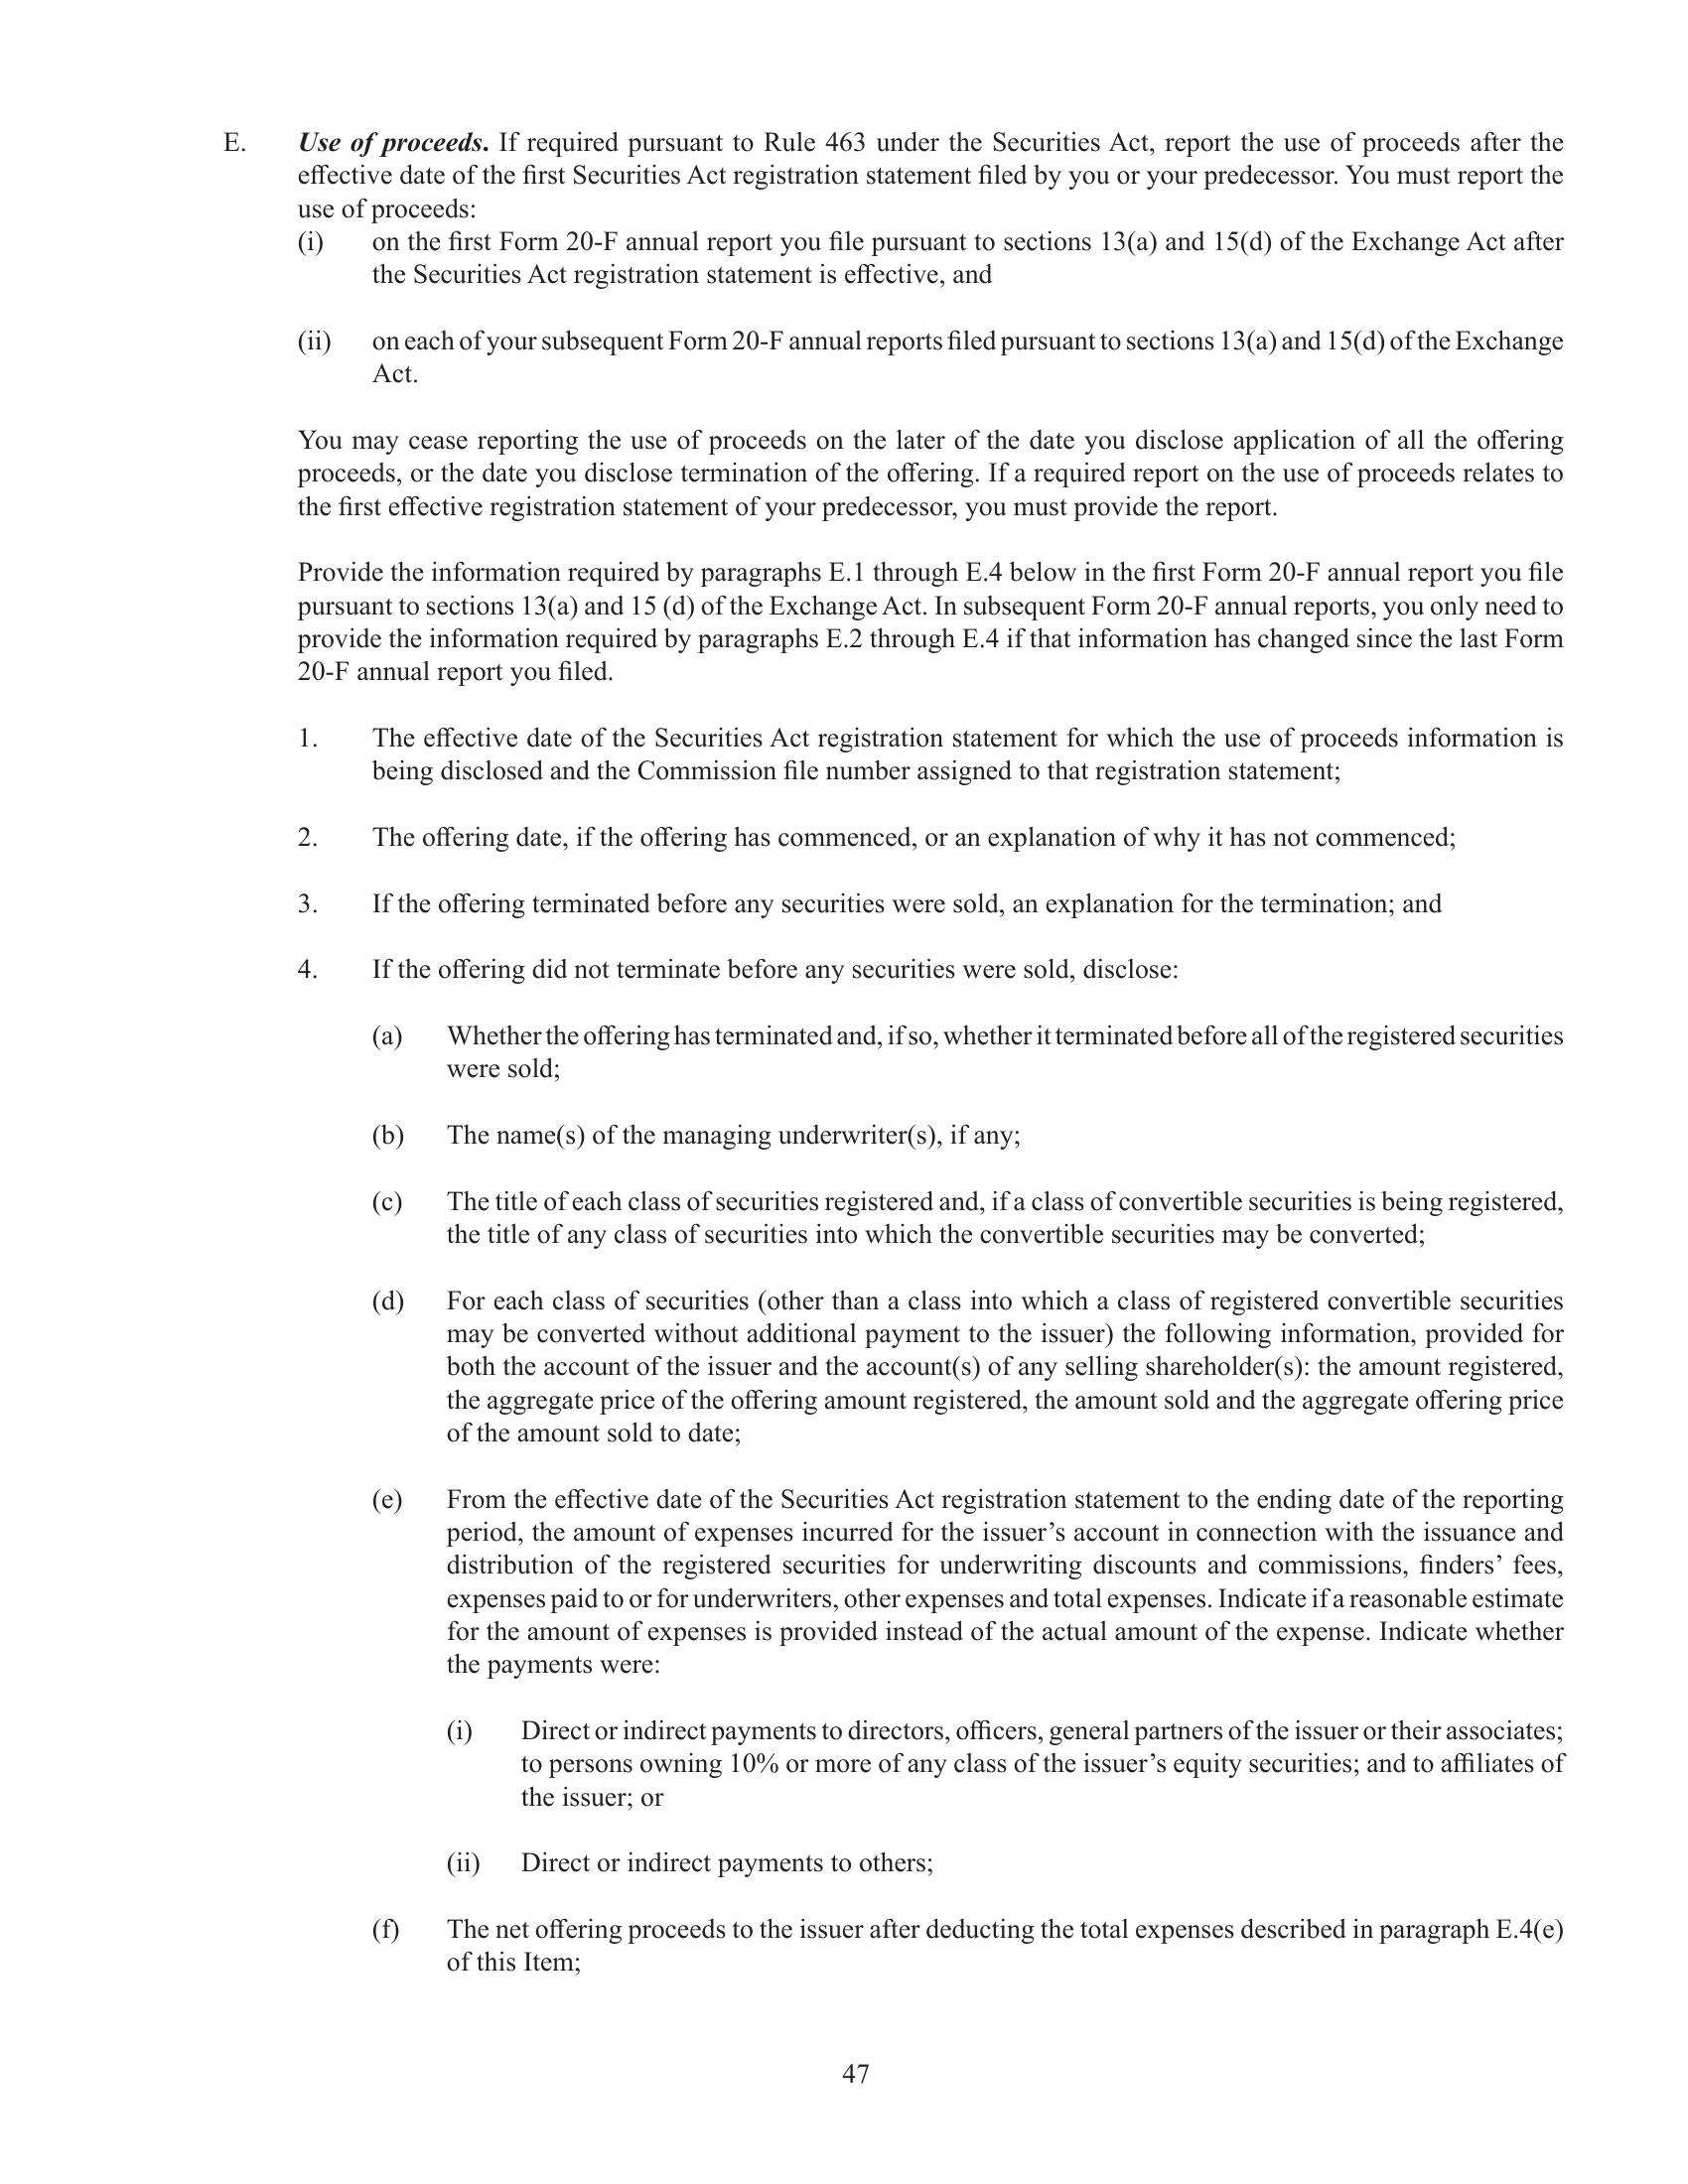 E. Use of proceeds. If required pursuant to Rule 463 under the Securities Act, report the use of proceeds after the
effective date of the first Securities Act registration statement filed by you or your predecessor. You must report the
use of proceeds:
(i) on the first Form 20-F annual report you file pursuant to sections 13(a) and 15(d) of the Exchange Act after
the Securities Act registration statement is effective, and
(ii) on each of your subsequent Form 20-F annual reports filed pursuant to sections 13(a) and 15(d) of the Exchange
Act.
You may cease reporting the use of proceeds on the later of the date you disclose application of all the offering
proceeds, or the date you disclose termination of the offering. If a required report on the use of proceeds relates to
the first effective registration statement of your predecessor, you must provide the report.
Provide the information required by paragraphs E.1 through E.4 below in the first Form 20-F annual report you file
pursuant to sections 13(a) and 15 (d) of the Exchange Act. In subsequent Form 20-F annual reports, you only need to
provide the information required by paragraphs E.2 through E.4 if that information has changed since the last Form
20-F annual report you filed.
1. The effective date of the Securities Act registration statement for which the use of proceeds information is
being disclosed and the Commission file number assigned to that registration statement;
2. The offering date, if the offering has commenced, or an explanation of why it has not commenced;
3. If the offering terminated before any securities were sold, an explanation for the termination; and
4. If the offering did not terminate before any securities were sold, disclose:
(a) Whether the offering has terminated and, if so, whether it terminated before all of the registered securities
were sold;
(b) The name(s) of the managing underwriter(s), if any;
(c) The title of each class of securities registered and, if a class of convertible securities is being registered,
the title of any class of securities into which the convertible securities may be converted;
(d) For each class of securities (other than a class into which a class of registered convertible securities
may be converted without additional payment to the issuer) the following information, provided for
both the account of the issuer and the account(s) of any selling shareholder(s): the amount registered,
the aggregate price of the offering amount registered, the amount sold and the aggregate offering price
of the amount sold to date;
(e) From the effective date of the Securities Act registration statement to the ending date of the reporting
period, the amount of expenses incurred for the issuer’s account in connection with the issuance and
distribution of the registered securities for underwriting discounts and commissions, finders’ fees,
expenses paid to or for underwriters, other expenses and total expenses. Indicate if a reasonable estimate
for the amount of expenses is provided instead of the actual amount of the expense. Indicate whether
the payments were:
(i) Direct or indirect payments to directors, officers, general partners of the issuer or their associates;
to persons owning 10% or more of any class of the issuer’s equity securities; and to affiliates of
the issuer; or
(ii) Direct or indirect payments to others;
(f) The net offering proceeds to the issuer after deducting the total expenses described in paragraph E.4(e)
of this Item;
47